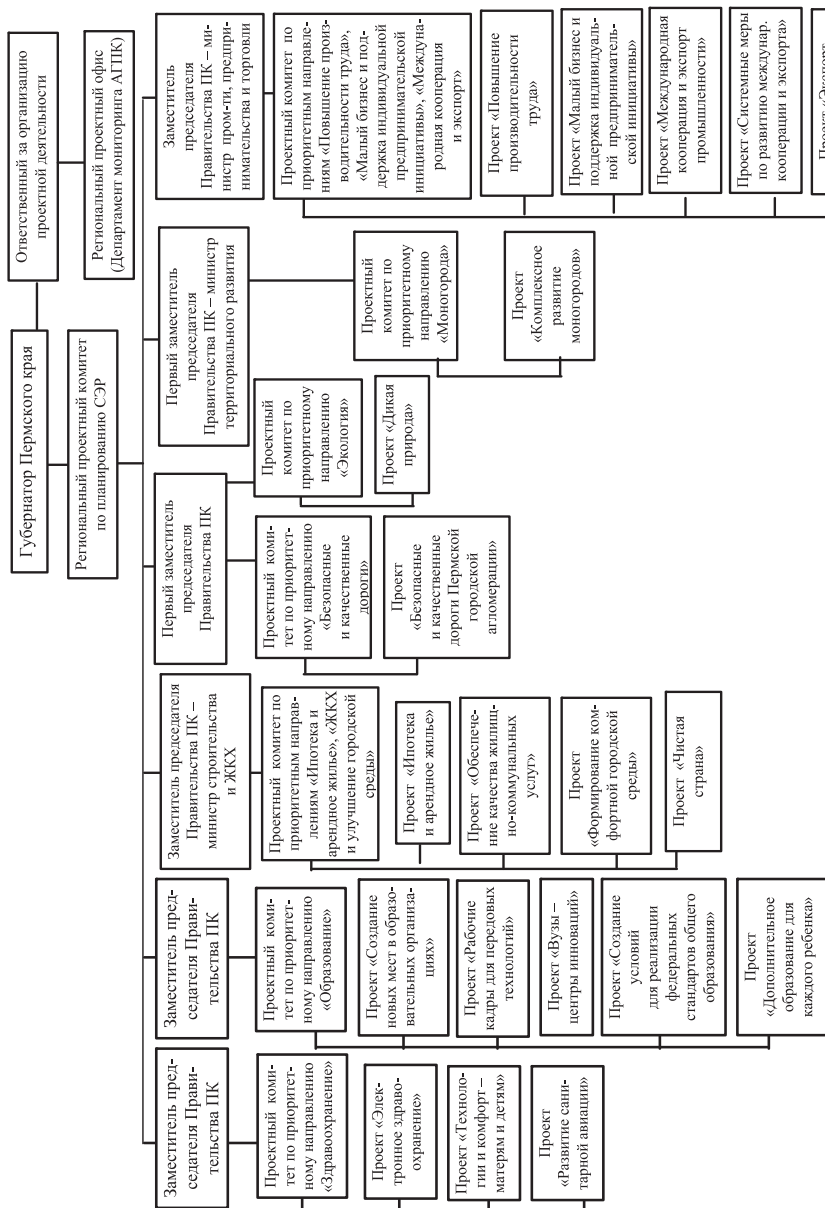 Губернатор Пермского края
Ответственный за организацию
проектной деятельности
Региональный проектный комитет
по планированию СЭР
Региональный проектный офис
(Департамент мониторинга АГПК)
Заместитель пред-
седателя Прави-
тельства ПК
Проектный коми-
тет по приоритет-
ному направлению
«Здравоохранение»
Проект «Элек-
тронное здраво-
охранение»
Проект «Техноло-
гии и комфорт –
матерям и детям»
Проект
«Развитие сани-
тарной авиации»
Заместитель пред-
седателя Прави-
тельства ПК
Проектный коми-
тет по приоритет-
ному направлению
«Образование»
Проект «Создание
новых мест в образо-
вательных организа-
циях»
Проект «Рабочие
кадры для передовых
технологий»
Проект «Вузы –
центры инноваций»
Проект «Создание
условий
для реализации
федеральных
стандартов общего
образования»
Проект
«Дополнительное
образование для
каждого ребенка»
Заместитель председателя
Правительства ПК –
министр строительства
и ЖКХ
Проектный комитет по
приоритетным направ-
лениям «Ипотека и
арендное жилье», «ЖКХ
и улучшение городской
среды»
Проект «Ипотека
и арендное жилье»
Проект «Обеспече-
ние качества жилищ-
но-коммунальных
услуг»
Проект
«Формирование ком-
фортной городской
среды»
Проект «Чистая
страна»
Первый заместитель
председателя
Правительства ПК
Проектный коми-
тет по приоритет-
ному направлению
«Безопасные
и качественные
дороги»
Проект
«Безопасные
и качественные
дороги Пермской
городской
агломерации»
Проектный
комитет по
приоритетному
направлению
«Экология»
Проект «Дикая
природа»
Первый заместитель
председателя
Правительства ПК – министр
территориального развития
Проектный
комитет по
приоритетному
направлению
«Моногорода»
Проект
«Комплексное
развитие
моногородов»
Заместитель
председателя
Правительства ПК – ми-
нистр пром-ти, предпри-
нимательства и торговли
Проектный комитет по
приоритетным направле-
ниям «Повышение произ-
водительности труда»,
«Малый бизнес и под-
держка индивидуальной
предпринимательской
инициативы», «Междуна-
родная кооперация
и экспорт»
Проект «Повышение
производительности
труда»
Проект «Малый бизнес и
поддержка индивидуаль-
ной предприниматель-
ской инициативы»
Проект «Международная
кооперация и экспорт
промышленности»
Проект «Системные меры
по развитию междунар.
кооперации и экспорта»
Проект «Экспорт